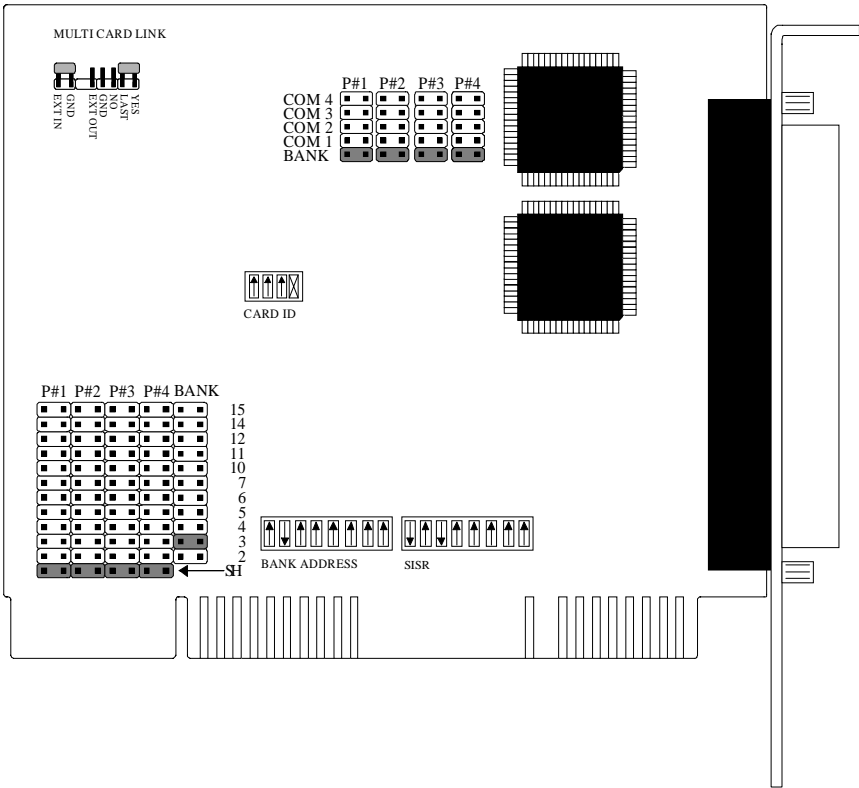 MULTI CARD LINK
EXT IN
GND
EXT OUT
GND
NO
LAST
YES
P#1 P#2 P#3 P#4
COM 4
COM 3
COM 2
COM 1
BANK
CARD ID
P#1 P#2 P#3 P#4 BANK
15
14
12
11
10
7
6
5
4
3
2
SH
BANK ADDRESS
SISR